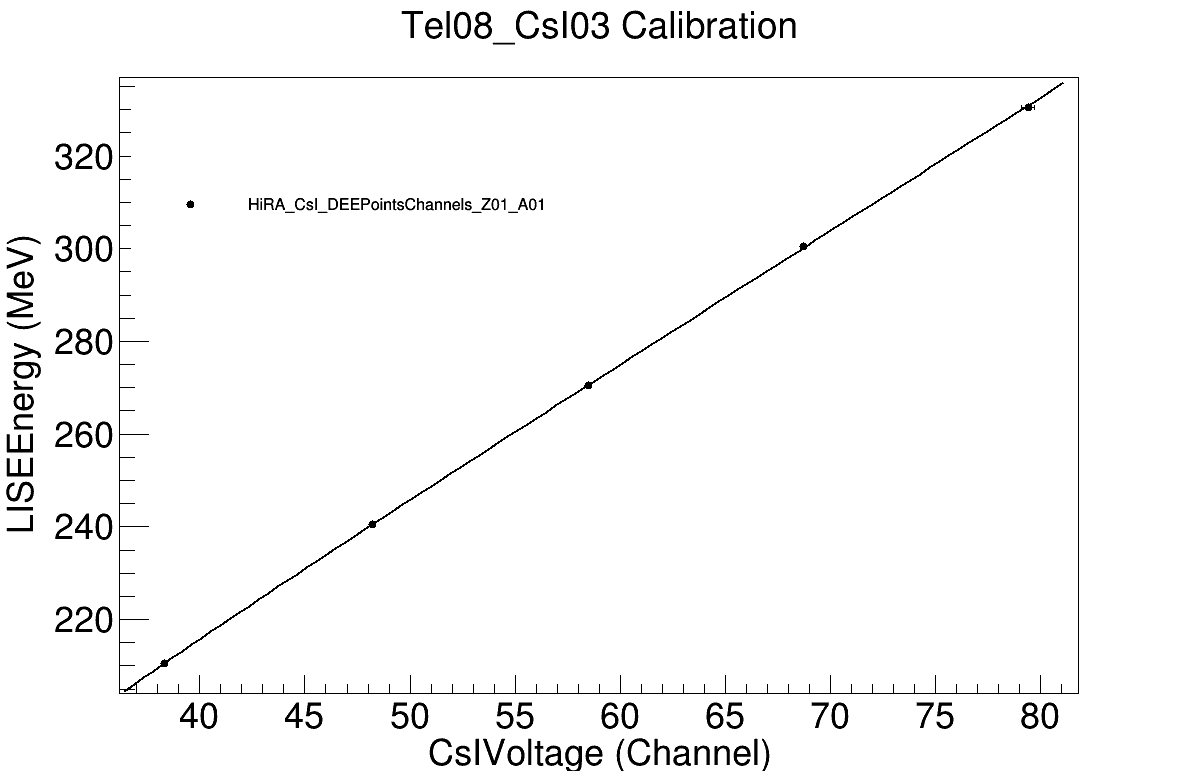 Tel08_CsI03 Calibration
LISEEnergy (MeV)
320
300
280
260
240
220
HiRA_CsI_DEEPointsChannels_Z01_A01
40 45 50 55 60 65 70 75 80
CsIVoltage (Channel)